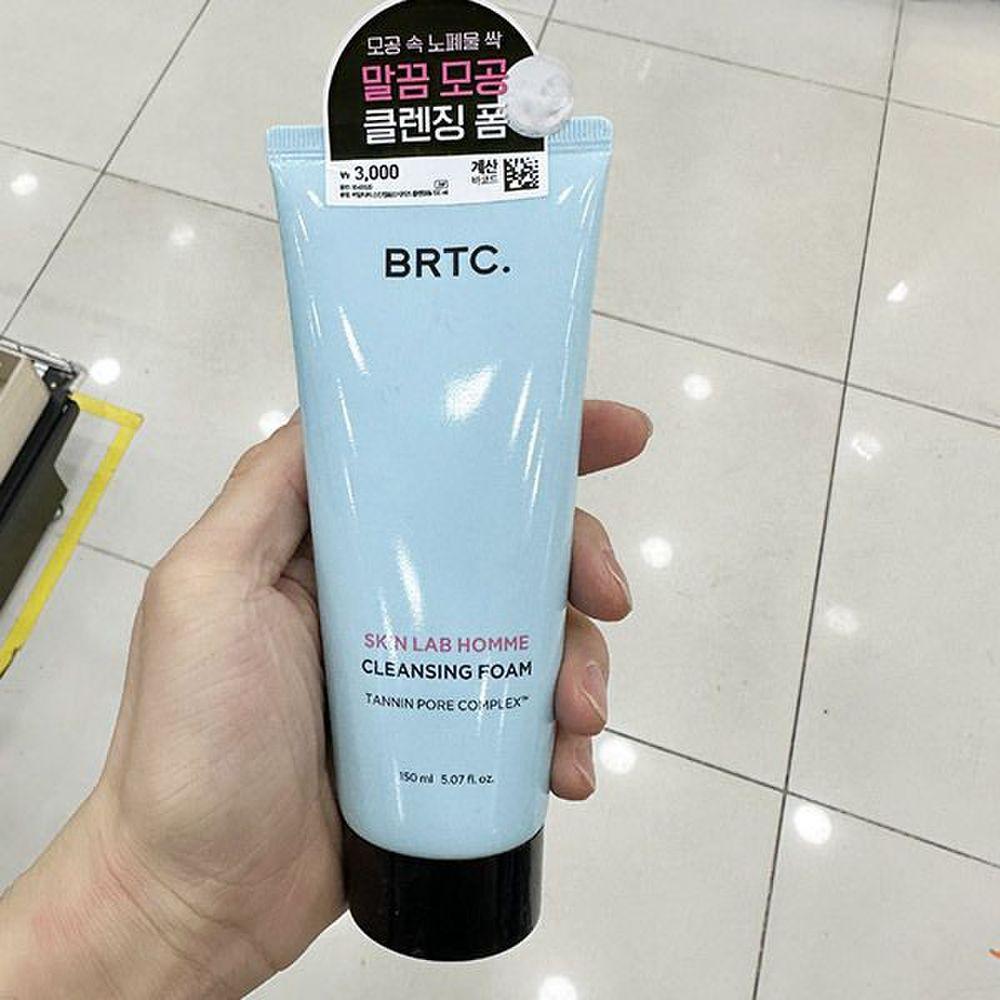 모공 속 노폐물 싹
말끔 모공
클렌징 폼
₩ 3,000
계산
바코드
BRTC.
SKIN LAB HOMME
CLEANSING FOAM
TANNIN PORE COMPLEX™
150 ml 5.07 fl. oz.